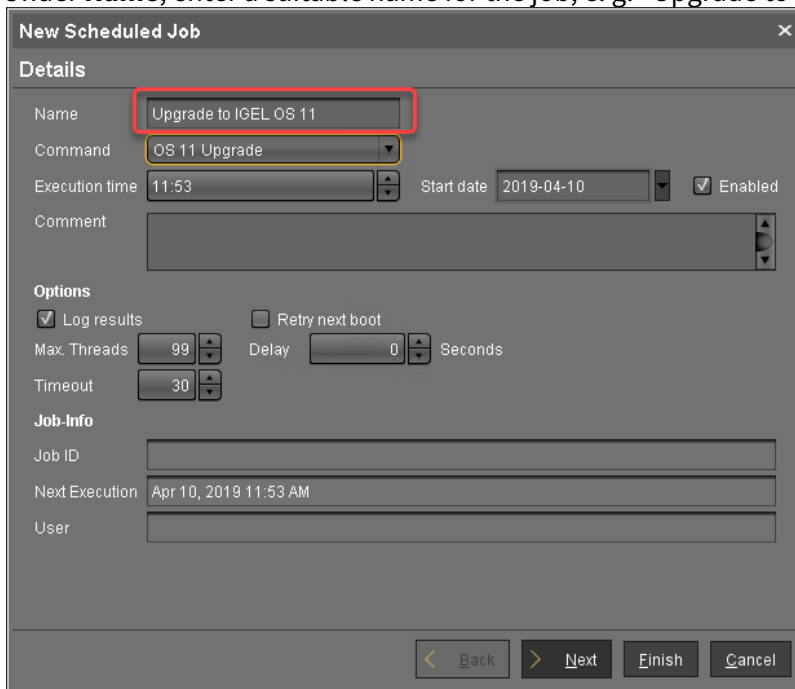 New Scheduled Job
Details
Name Upgrade to IGEL OS 11
Command OS 11 Upgrade
Execution time 11:53 Start date 2019-04-10 Enabled
Comment
Options
Log results Retry next boot
Max. Threads 99 Delay 0 Seconds
Timeout 30
Job-Info
Job ID
Next Execution Apr 10, 2019 11:53 AM
User
Back Next Finish Cancel